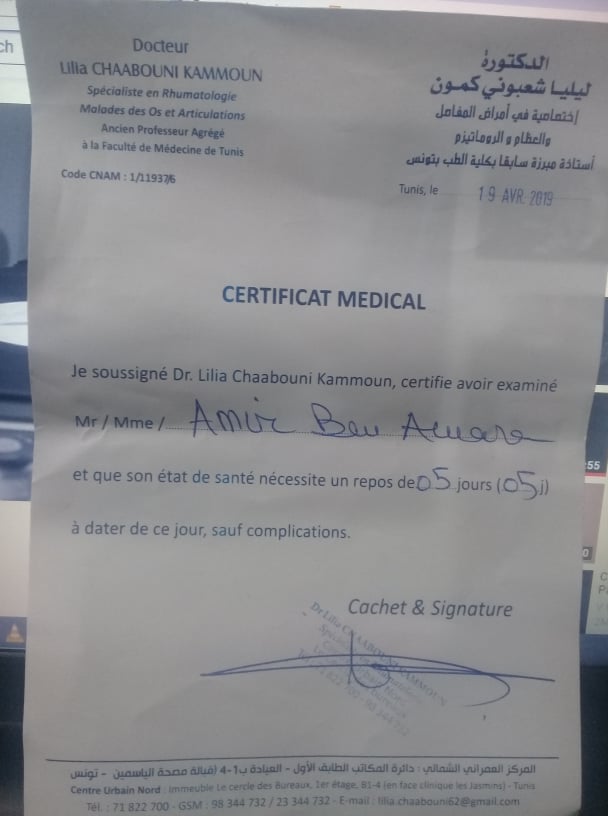 Docteur
Lilia CHAABOUNI KAMMOUN
Spécialiste en Rhumatologie
Malades des Os et Articulations
Ancien Professeur Agrégé
à la Faculté de Médecine de Tunis
Code CNAM : 1/11937/6
الدكتورة
ليليا شعبوني كمون
إختصاصية في أمراض المفاصل
والعظام و الروماتيزم
أستاذة مبرزة سابقا بكلية الطب بتونس
Tunis, le 19 AVR. 2019
CERTIFICAT MEDICAL
Je soussigné Dr. Lilia Chaabouni Kammoun, certifie avoir examiné
Mr / Mme / Amir Ben Amara
et que son état de santé nécessite un repos de 05 jours (05 j)
à dater de ce jour, sauf complications.
Cachet & Signature
Dr Lilia CHAABOUNI KAMMOUN
المركز العمراني الشمالي : دائرة المكاتب الطابق الأول - العيادة ب1-4 (قبالة مصحة الياسمين - تونس
Centre Urbain Nord : Immeuble Le cercle des Bureaux, 1er étage, B1-4 (en face clinique les Jasmins) - Tunis
Tél. : 71 822 700 - GSM : 98 344 732 / 23 344 732 - E-mail : lilia.chaabouni62@gmail.com